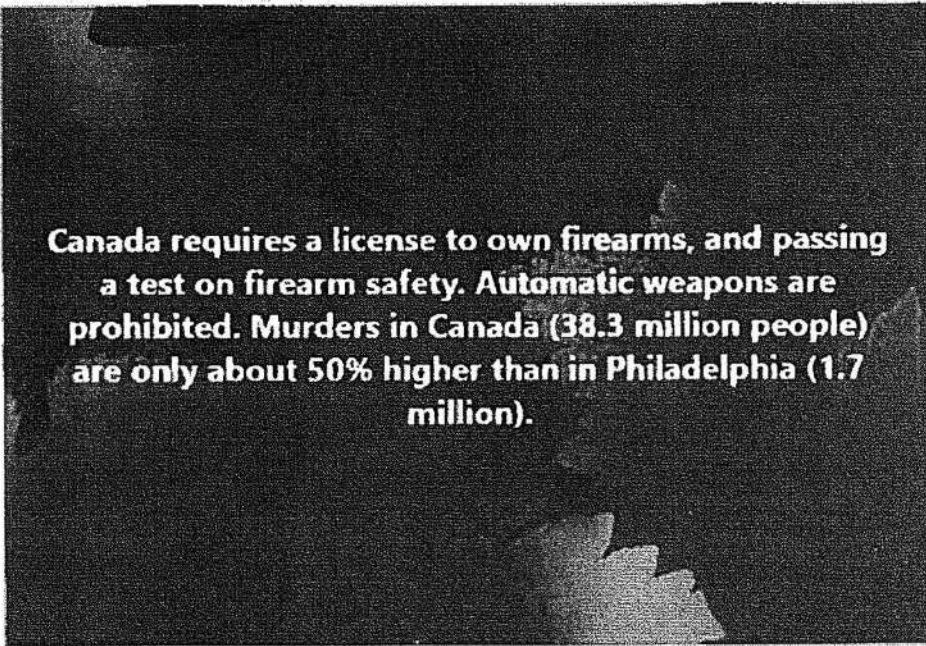 Canada requires a license to own firearms, and passing
a test on firearm safety. Automatic weapons are
prohibited. Murders in Canada (38.3 million people)
are only about 50% higher than in Philadelphia (1.7
million).